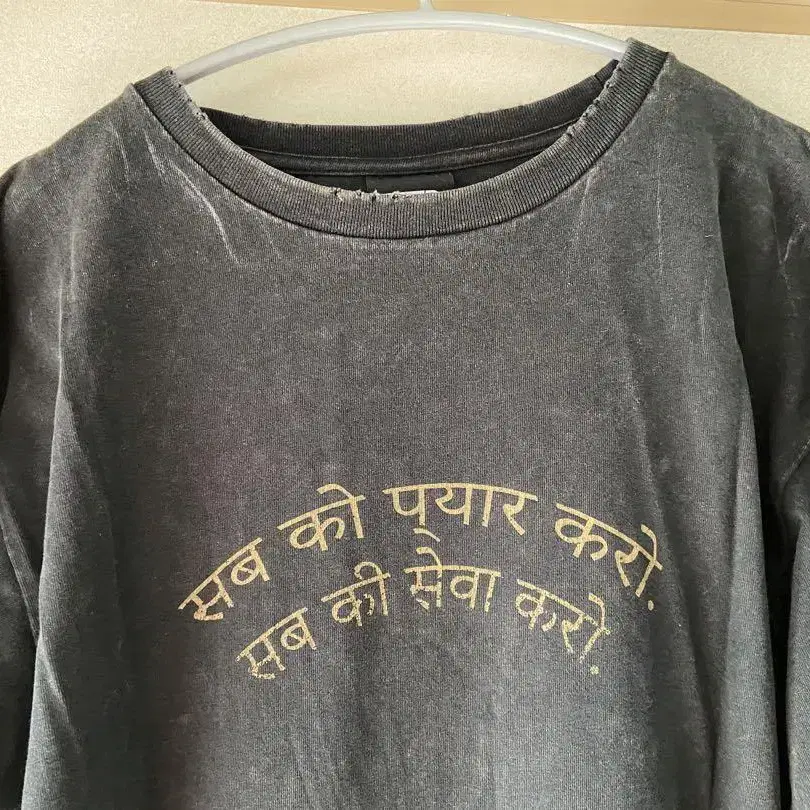 सब को प्‌यार करो.
सब की सेवा करो.